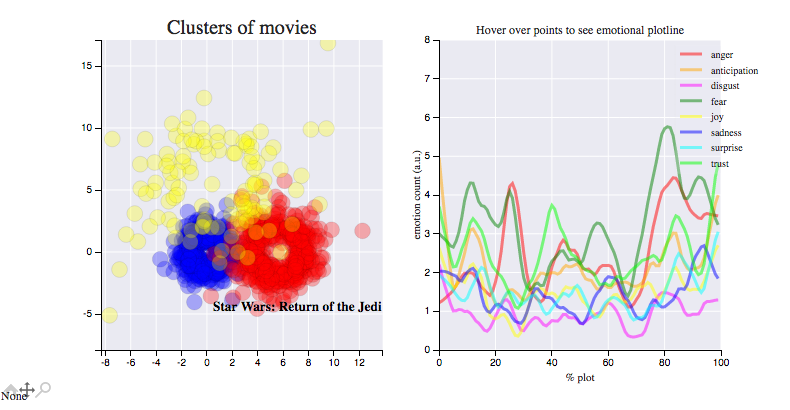 Clusters of movies
15
10
5
0
-5
-8 -6 -4 -2 0 2 4 6 8 10 12
Star Wars: Return of the Jedi
None
Hover over points to see emotional plotline
8
7
6
5
4
3
2
1
0
emotion count (a.u.)
0 20 40 60 80 100
% plot
anger
anticipation
disgust
fear
joy
sadness
surprise
trust